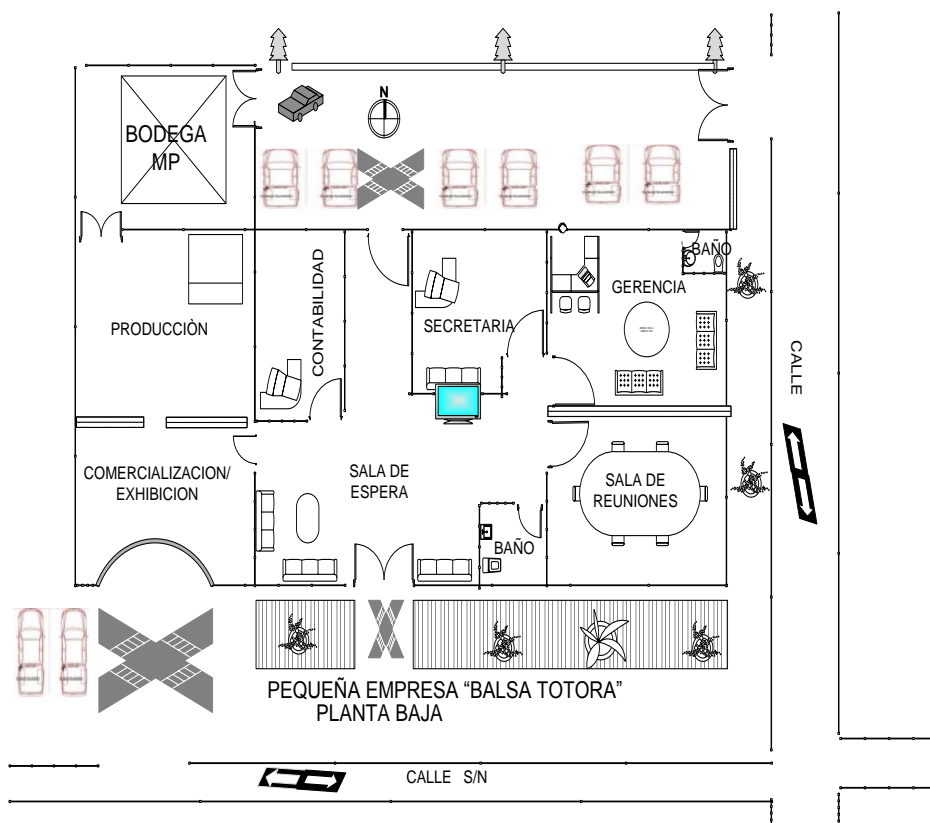 N
BODEGA
MP
BAÑO
CONTABILIDAD
GERENCIA
SECRETARIA
PRODUCCIÒN
CALLE
COMERCIALIZACION/
EXHIBICION
SALA DE
ESPERA
SALA DE
REUNIONES
BAÑO
PEQUEÑA EMPRESA “BALSA TOTORA”
PLANTA BAJA
CALLE S/N